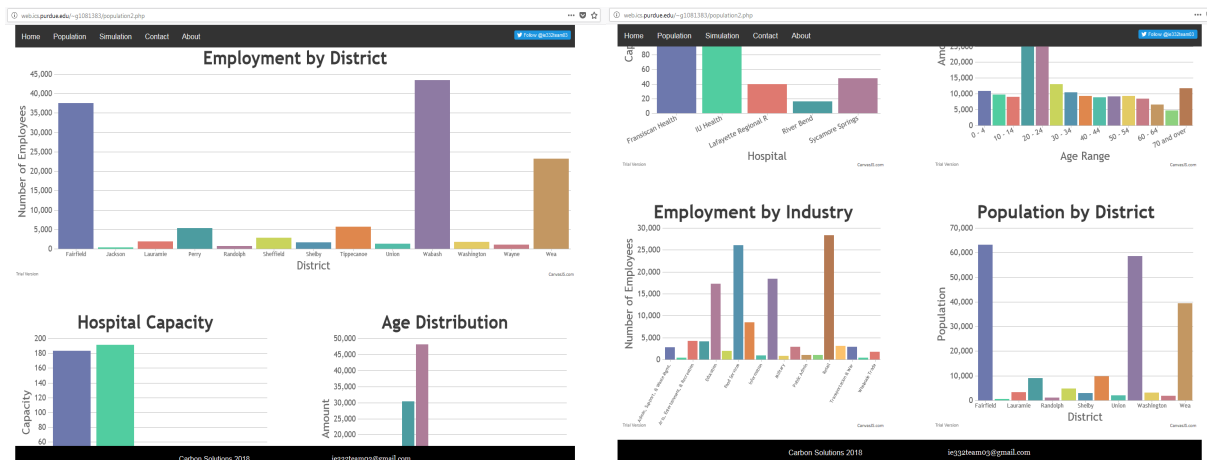 web.ics.purdue.edu/~g1081383/population2.php
Home Population Simulation Contact About
Follow @ie332team03
Employment by District
45,000
40,000
35,000
30,000
25,000
20,000
15,000
10,000
5,000
0
Number of Employees
Fairfield Jackson Lauramie Perry Randolph Sheffield Shelby Tippecanoe Union Wabash Washington Wayne Wea
District
Trial Version
CanvasJS.com
Hospital Capacity
200
180
160
140
120
100
80
60
Capacity
Age Distribution
50,000
45,000
40,000
35,000
30,000
25,000
20,000
Amount
Carbon Solutions 2018
ie332team03@gmail.com
web.ics.purdue.edu/~g1081383/population2.php
Home Population Simulation Contact About
Follow @ie332team03
80
60
40
20
0
Fransiscan Health IU Health Lafayette Regional R River Bend Sycamore Springs
Hospital
Trial Version
CanvasJS.com
25,000
20,000
15,000
10,000
5,000
0
0 - 4 10 - 14 20 - 24 30 - 34 40 - 44 50 - 54 60 - 64 70 and over
Age Range
Trial Version
CanvasJS.com
Employment by Industry
30,000
25,000
20,000
15,000
10,000
5,000
0
Number of Employees
Education
Information
Military
Public Admin
Retail
Wholesale Trade
Trial Version
CanvasJS.com
Population by District
70,000
60,000
50,000
40,000
30,000
20,000
10,000
0
Population
Fairfield Lauramie Randolph Shelby Union Washington Wea
District
Trial Version
CanvasJS.com
Carbon Solutions 2018
ie332team03@gmail.com